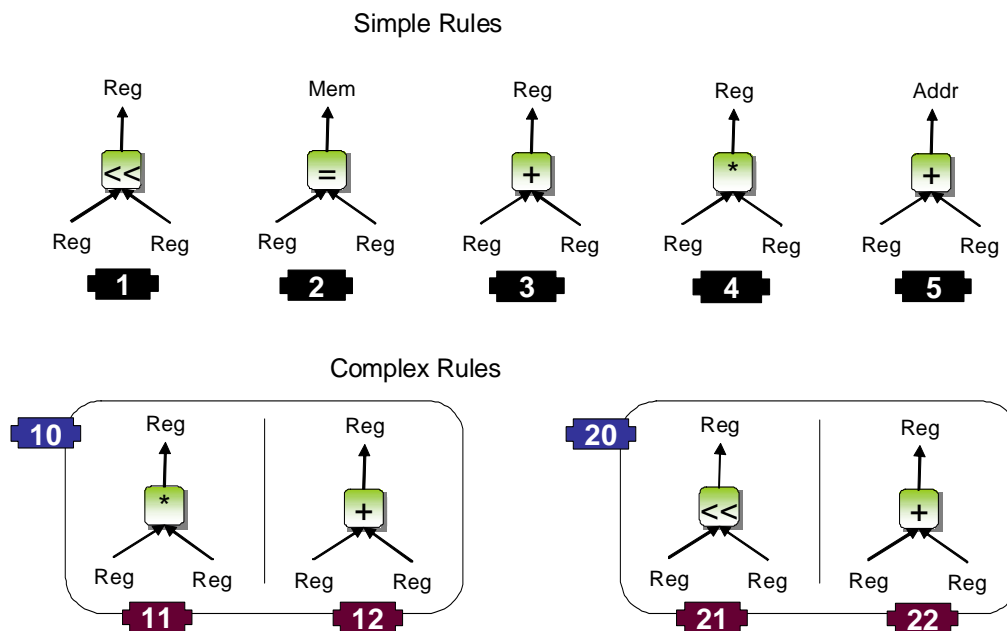 Simple Rules
Reg Mem Reg Reg Addr
<< = + * +
Reg Reg Reg Reg Reg Reg Reg Reg Reg Reg
1 2 3 4 5
Complex Rules
10 Reg Reg 20 Reg Reg
* + << +
Reg Reg Reg Reg Reg Reg Reg Reg
11 12 21 22